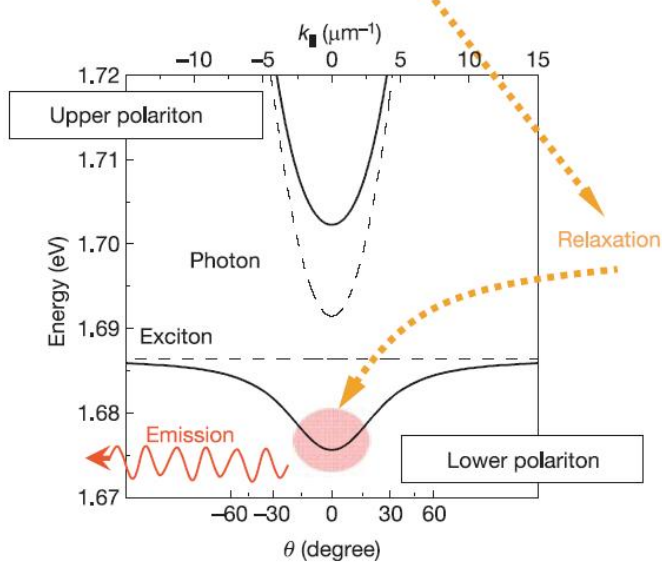 k∥ (μm⁻¹)
−10 −5 0 5 10 15
1.72
Upper polariton
1.71
1.70
Relaxation
Photon
Energy (eV)
1.69
Exciton
1.68
Emission
Lower polariton
1.67
−60 −30 0 30 60
θ (degree)